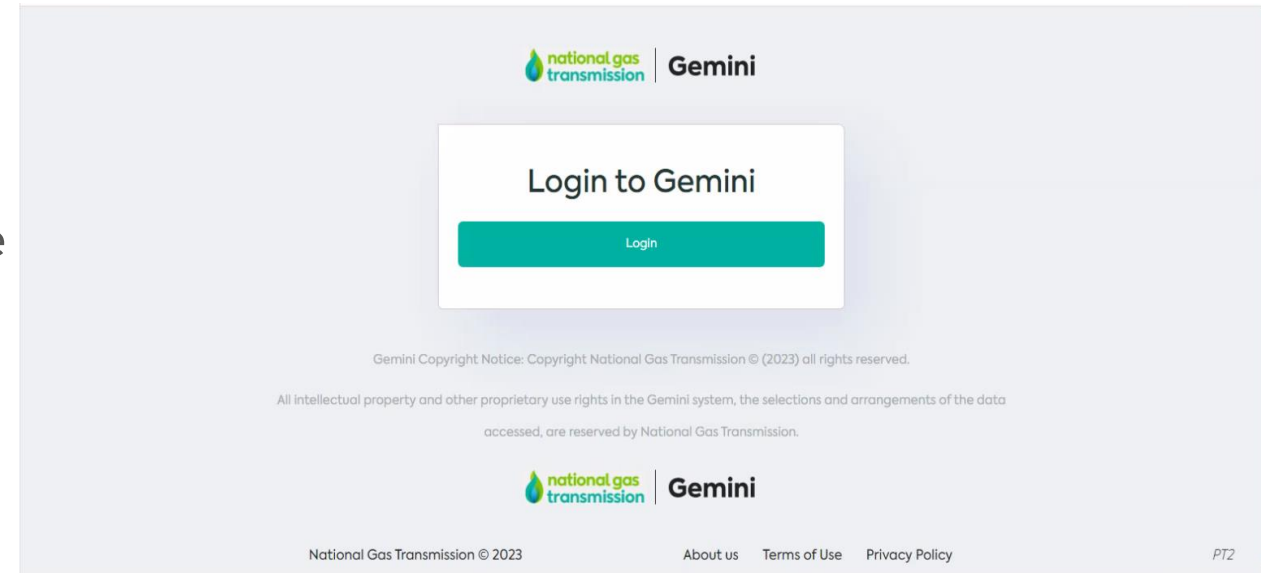 national gas
transmission
Gemini
Login to Gemini
e
Login
Gemini Copyright Notice: Copyright National Gas Transmission © (2023) all rights reserved.
All intellectual property and other proprietary use rights in the Gemini system, the selections and arrangements of the data
accessed, are reserved by National Gas Transmission.
national gas
transmission
Gemini
National Gas Transmission © 2023 About us Terms of Use Privacy Policy PT2